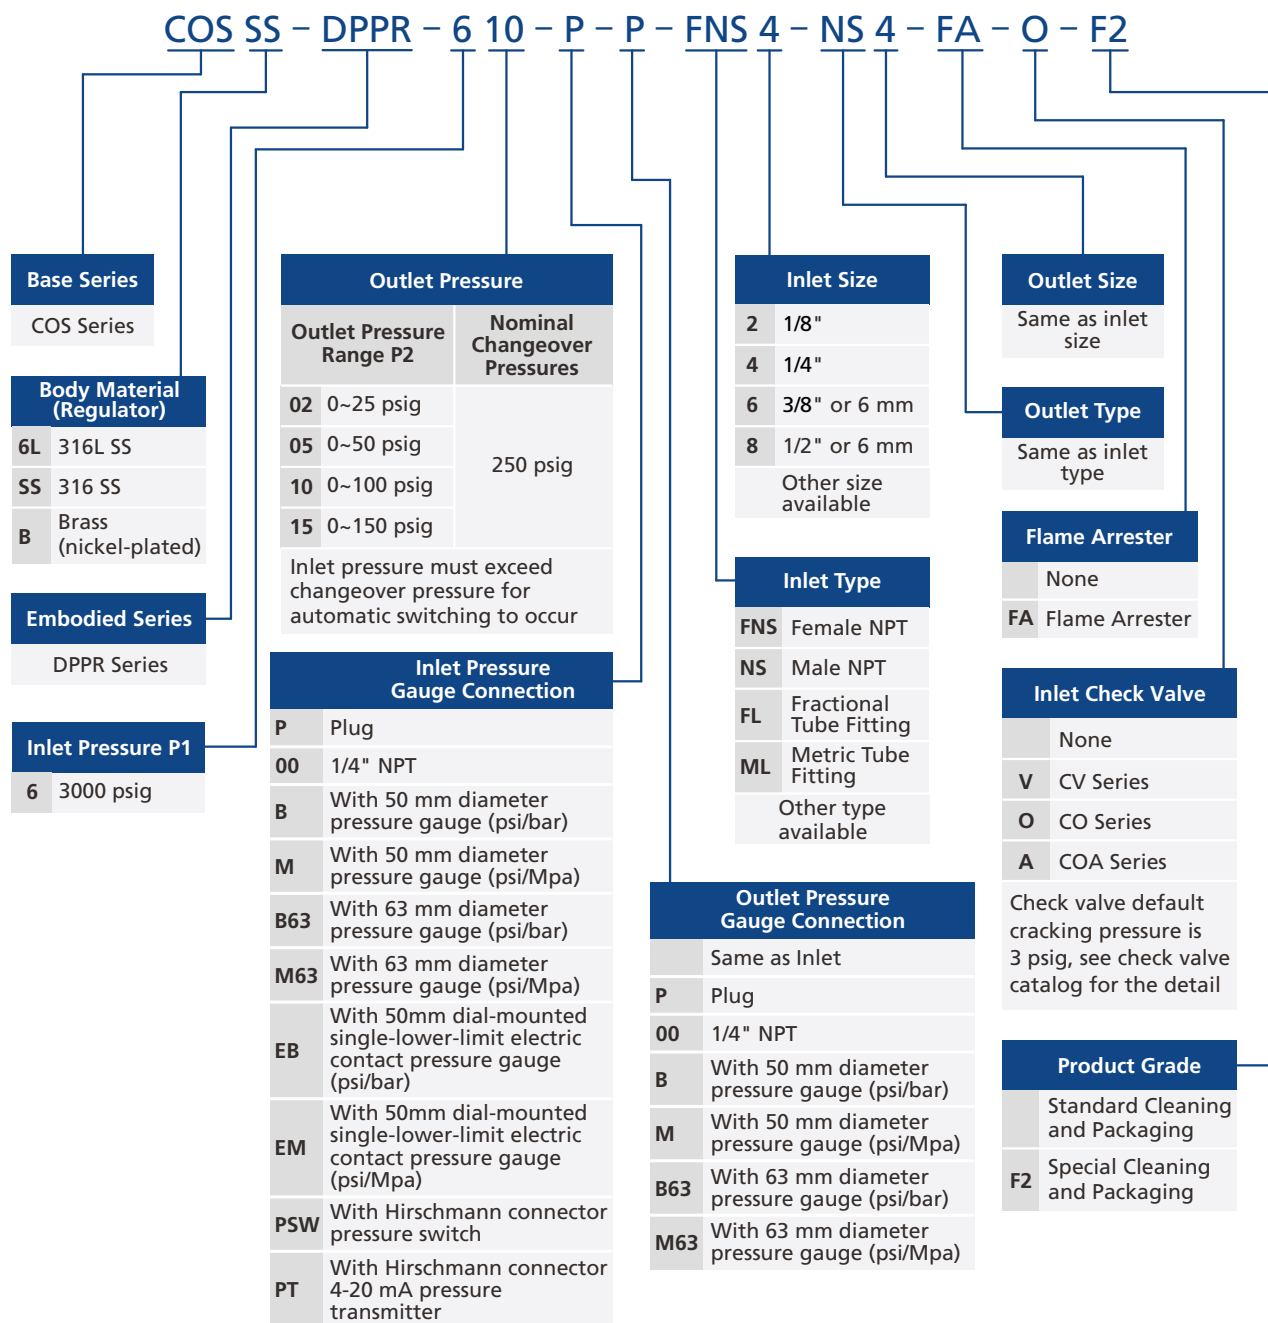 COS SS – DPPR – 6 10 – P – P – FNS 4 – NS 4 – FA – O – F2
Base Series
COS Series
Body Material
(Regulator)
6L 316L SS
SS 316 SS
B Brass
(nickel-plated)
Embodied Series
DPPR Series
Inlet Pressure P1
6 3000 psig
Outlet Pressure
Outlet Pressure
Range P2
Nominal
Changeover
Pressures
02 0~25 psig
05 0~50 psig
10 0~100 psig
15 0~150 psig
250 psig
Inlet pressure must exceed
changeover pressure for
automatic switching to occur
Inlet Pressure
Gauge Connection
P Plug
00 1/4" NPT
B With 50 mm diameter
pressure gauge (psi/bar)
M With 50 mm diameter
pressure gauge (psi/Mpa)
B63 With 63 mm diameter
pressure gauge (psi/bar)
M63 With 63 mm diameter
pressure gauge (psi/Mpa)
EB With 50mm dial-mounted
single-lower-limit electric
contact pressure gauge
(psi/bar)
EM With 50mm dial-mounted
single-lower-limit electric
contact pressure gauge
(psi/Mpa)
PSW With Hirschmann connector
pressure switch
PT With Hirschmann connector
4-20 mA pressure
transmitter
Inlet Size
2 1/8"
4 1/4"
6 3/8" or 6 mm
8 1/2" or 6 mm
Other size
available
Inlet Type
FNS Female NPT
NS Male NPT
FL Fractional
Tube Fitting
ML Metric Tube
Fitting
Other type
available
Outlet Pressure
Gauge Connection
Same as Inlet
P Plug
00 1/4" NPT
B With 50 mm diameter
pressure gauge (psi/bar)
M With 50 mm diameter
pressure gauge (psi/Mpa)
B63 With 63 mm diameter
pressure gauge (psi/bar)
M63 With 63 mm diameter
pressure gauge (psi/Mpa)
Outlet Size
Same as inlet
size
Outlet Type
Same as inlet
type
Flame Arrester
None
FA Flame Arrester
Inlet Check Valve
None
V CV Series
O CO Series
A COA Series
Check valve default
cracking pressure is
3 psig, see check valve
catalog for the detail
Product Grade
Standard Cleaning
and Packaging
F2 Special Cleaning
and Packaging